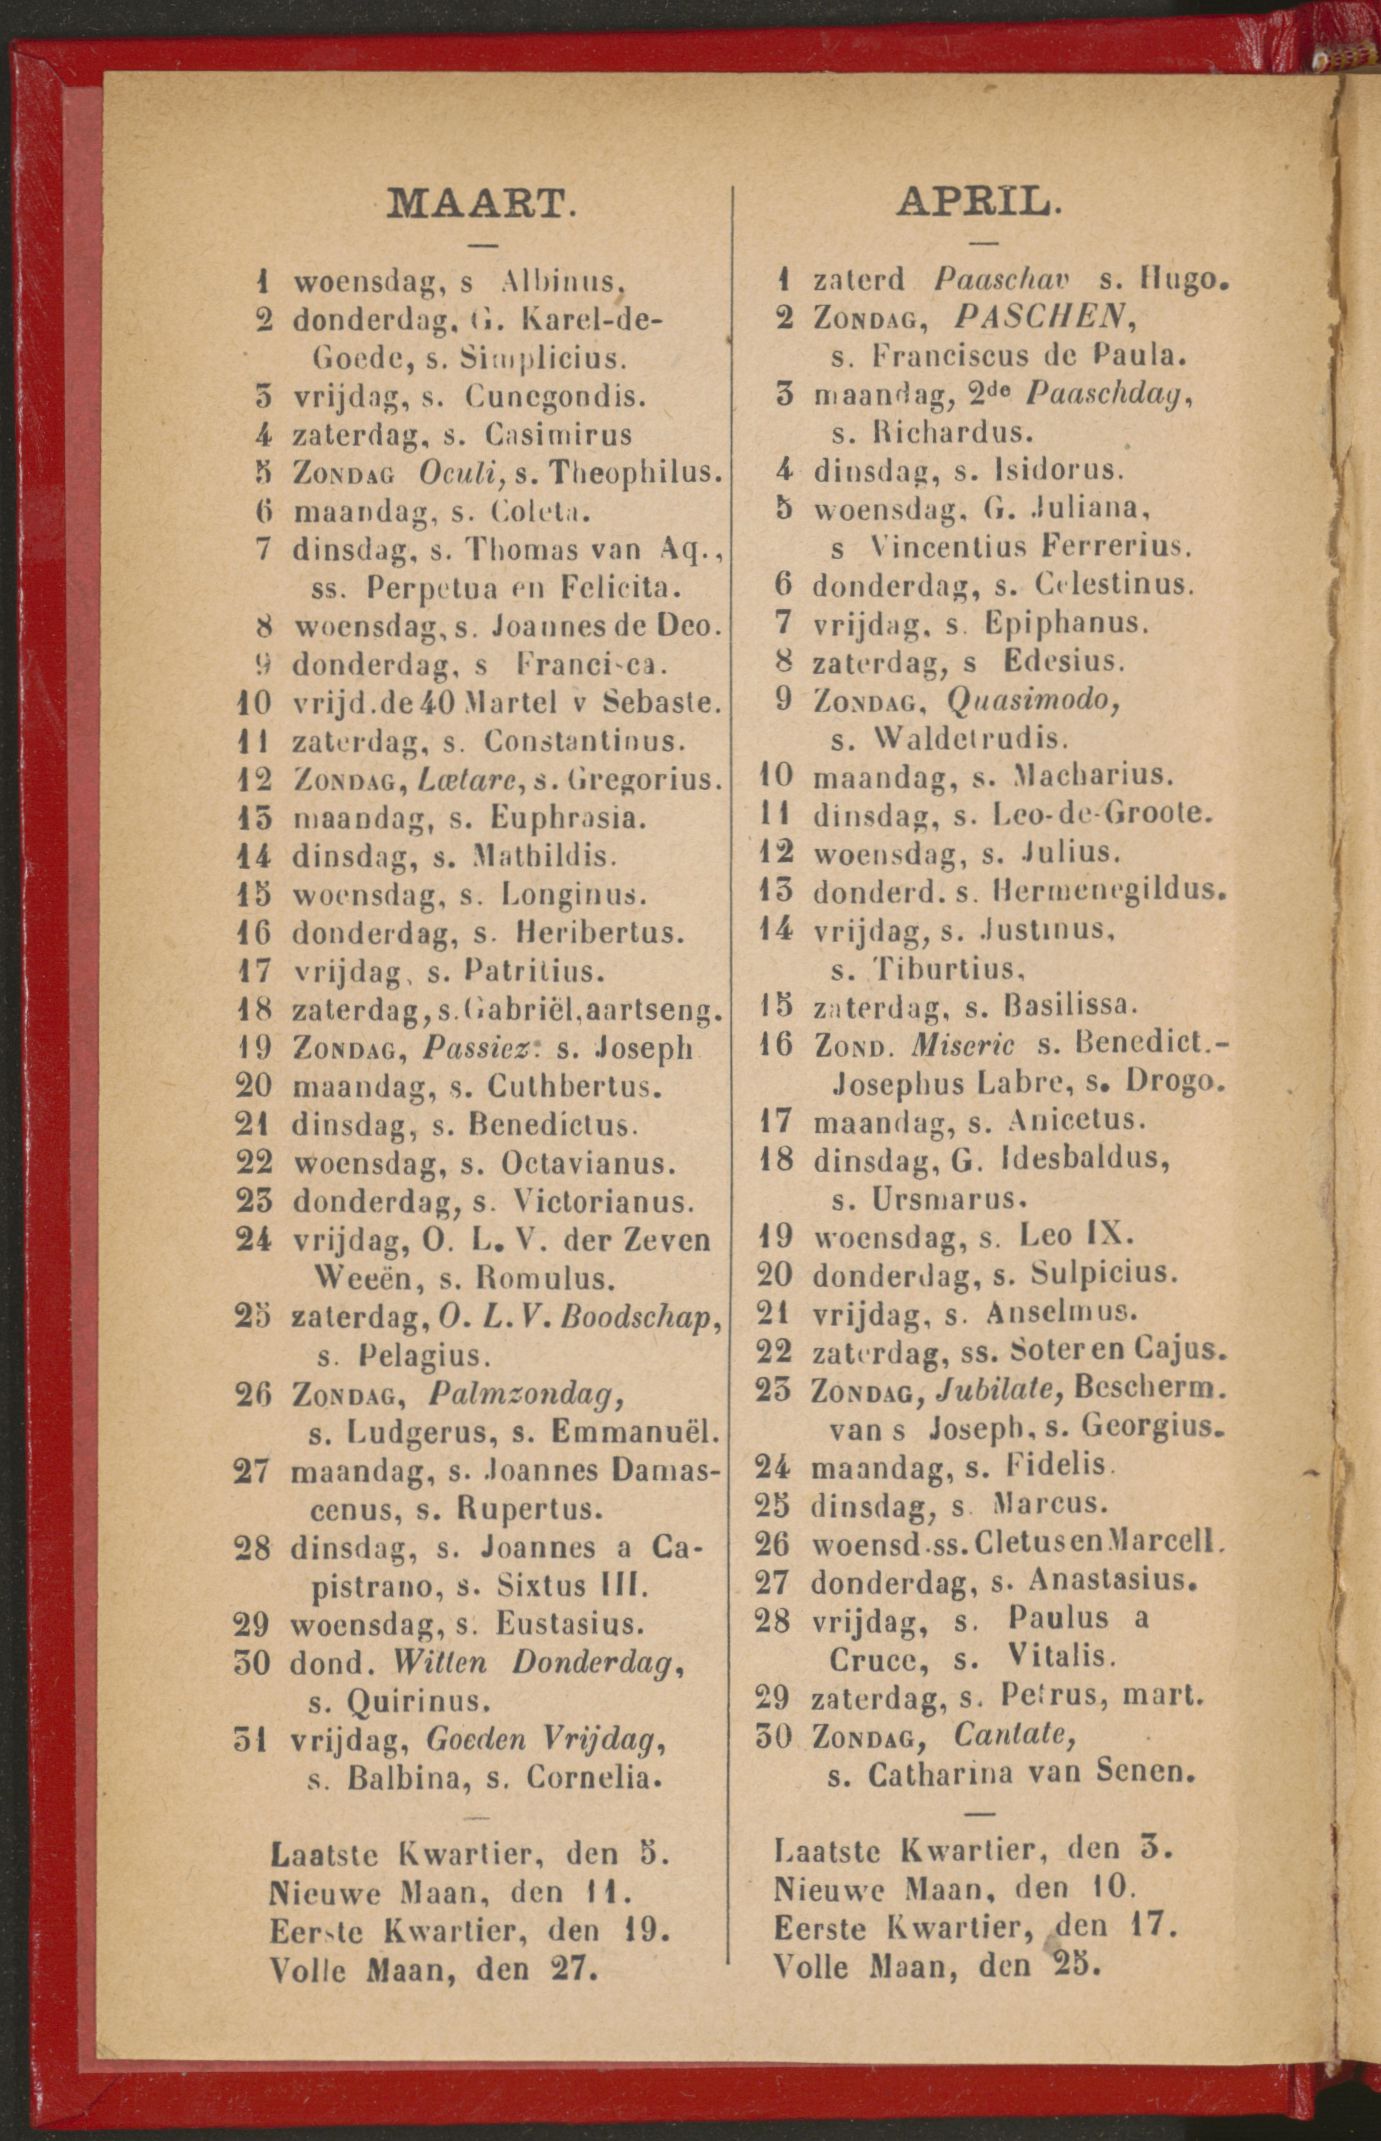 MAART.
1 woensdag, s Albinus,
2 donderdag, G. Karel-de-
Goede, s. Simplicius.
3 vrijdag, s. Cunegondis.
4 zaterdag, s. Casimirus
5 ZONDAG Oculi, s. Theophilus.
6 maandag, s. Coleta.
7 dinsdag, s. Thomas van Aq.,
ss. Perpetua en Felicita.
8 woensdag, s. Joannes de Deo.
9 donderdag, s Francisca.
10 vrijd. de 40 Martel v Sebaste.
11 zaterdag, s. Constantinus.
12 ZONDAG, Lætare, s. Gregorius.
13 maandag, s. Euphrasia.
14 dinsdag, s. Mathildis.
15 woensdag, s. Longinus.
16 donderdag, s. Heribertus.
17 vrijdag, s. Patritius.
18 zaterdag, s. Gabriël, aartseng.
19 ZONDAG, Passiez: s. Joseph
20 maandag, s. Cuthbertus.
21 dinsdag, s. Benedictus.
22 woensdag, s. Octavianus.
23 donderdag, s. Victorianus.
24 vrijdag, O. L. V. der Zeven
Weeën, s. Romulus.
25 zaterdag, O. L. V. Boodschap,
s. Pelagius.
26 ZONDAG, Palmzondag,
s. Ludgerus, s. Emmanuël.
27 maandag, s. Joannes Damas-
cenus, s. Rupertus.
28 dinsdag, s. Joannes a Ca-
pistrano, s. Sixtus III.
29 woensdag, s. Eustasius.
30 dond. Witten Donderdag,
s. Quirinus.
31 vrijdag, Goeden Vrijdag,
s. Balbina, s. Cornelia.
Laatste Kwartier, den 5.
Nieuwe Maan, den 11.
Eerste Kwartier, den 19.
Volle Maan, den 27.
APRIL.
1 zaterd Paaschav s. Hugo.
2 ZONDAG, PASCHEN,
s. Franciscus de Paula.
3 maandag, 2de Paaschdag,
s. Richardus.
4 dinsdag, s. Isidorus.
5 woensdag, G. Juliana,
s Vincentius Ferrerius.
6 donderdag, s. Celestinus.
7 vrijdag, s. Epiphanus.
8 zaterdag, s Edesius.
9 ZONDAG, Quasimodo,
s. Waldetrudis.
10 maandag, s. Macharius.
11 dinsdag, s. Leo-de-Groote.
12 woensdag, s. Julius.
13 donderd. s. Hermenegildus.
14 vrijdag, s. Justinus,
s. Tiburtius,
15 zaterdag, s. Basilissa.
16 ZOND. Miseric s. Benedict.-
Josephus Labre, s. Drogo.
17 maandag, s. Anicetus.
18 dinsdag, G. Idesbaldus,
s. Ursmarus.
19 woensdag, s. Leo IX.
20 donderdag, s. Sulpicius.
21 vrijdag, s. Anselmus.
22 zaterdag, ss. Soter en Cajus.
23 ZONDAG, Jubilate, Bescherm.
van s Joseph, s. Georgius.
24 maandag, s. Fidelis.
25 dinsdag, s. Marcus.
26 woensd. ss. Cletus en Marcell.
27 donderdag, s. Anastasius.
28 vrijdag, s. Paulus a
Cruce, s. Vitalis.
29 zaterdag, s. Petrus, mart.
30 ZONDAG, Cantate,
s. Catharina van Senen.
Laatste Kwartier, den 3.
Nieuwe Maan, den 10.
Eerste Kwartier, den 17.
Volle Maan, den 25.